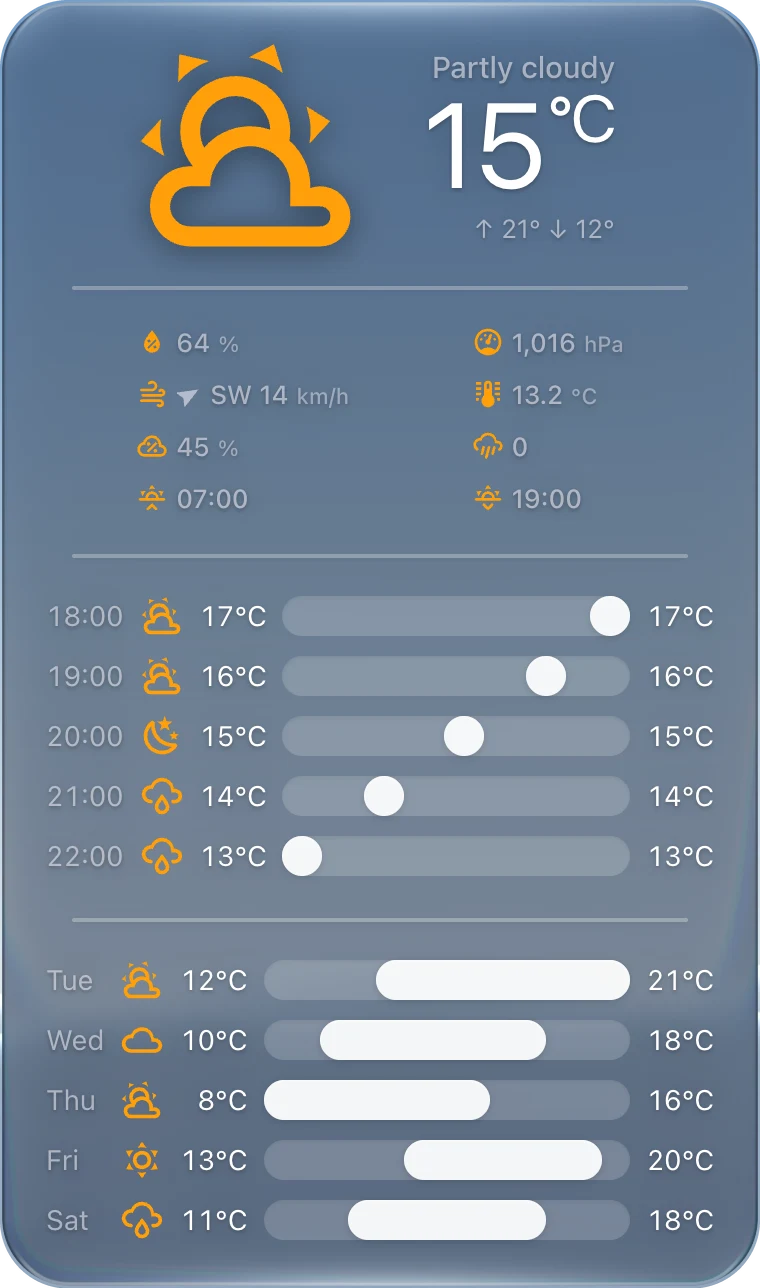 Partly cloudy
15°C
↑ 21° ↓ 12°
64 % 1,016 hPa
SW 14 km/h 13.2 °C
45 % 0
07:00 19:00
18:00 17°C 17°C
19:00 16°C 16°C
20:00 15°C 15°C
21:00 14°C 14°C
22:00 13°C 13°C
Tue 12°C 21°C
Wed 10°C 18°C
Thu 8°C 16°C
Fri 13°C 20°C
Sat 11°C 18°C